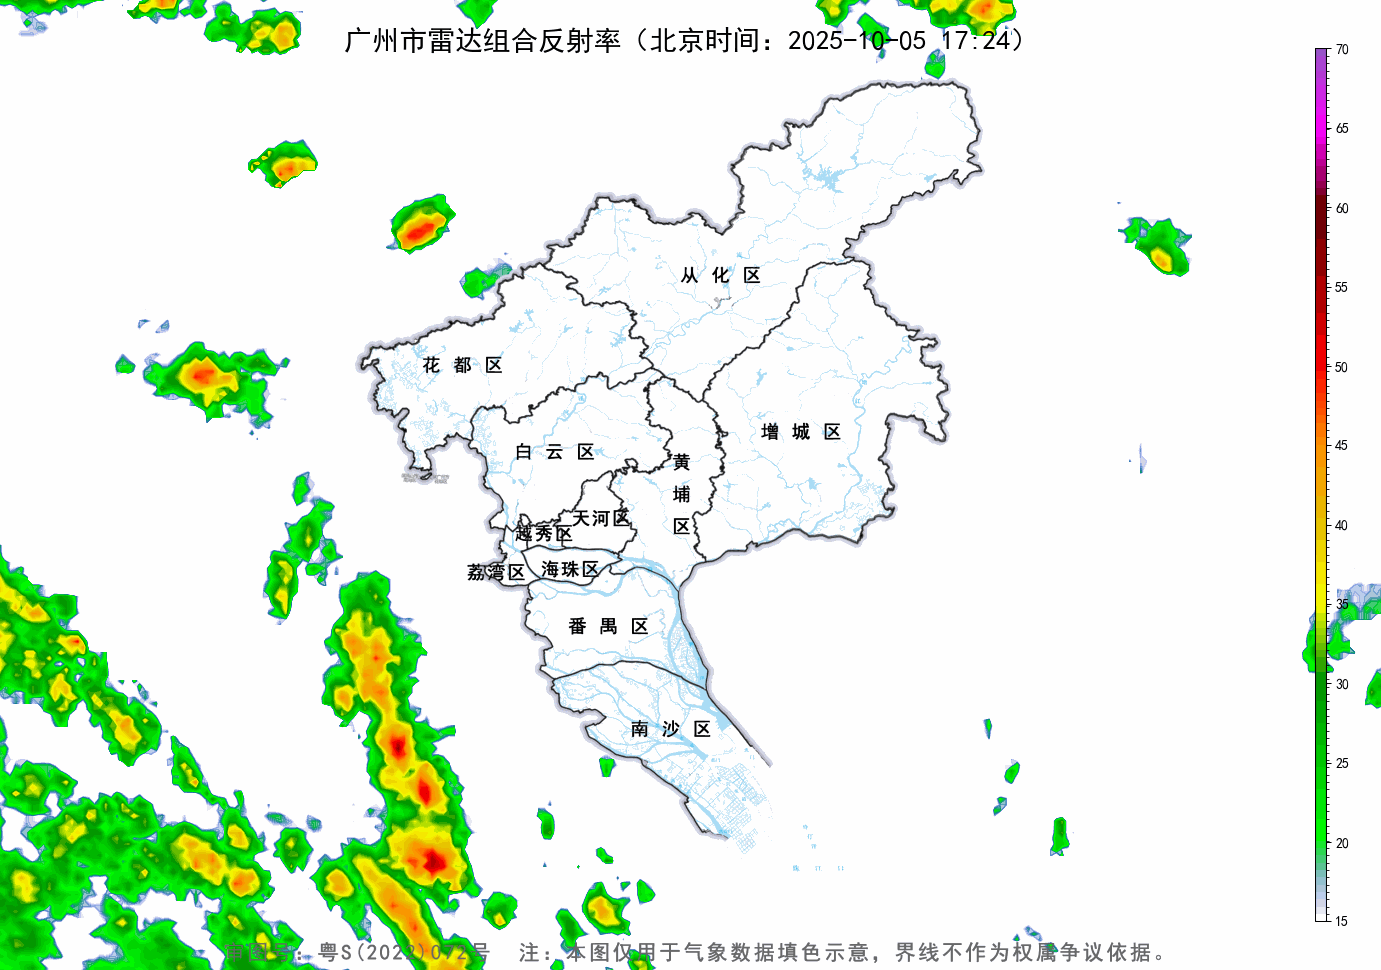 广州市雷达组合反射率（北京时间：2025-10-05 17:24）
70
65
60
55
50
45
40
35
30
25
20
15
从化区
花都区
增城区
白云区
黄埔区
天河区
越秀区
荔湾区
海珠区
番禺区
南沙区
审图号：粤S(2022)072号 注：本图仅用于气象数据填色示意，界线不作为权属争议依据。